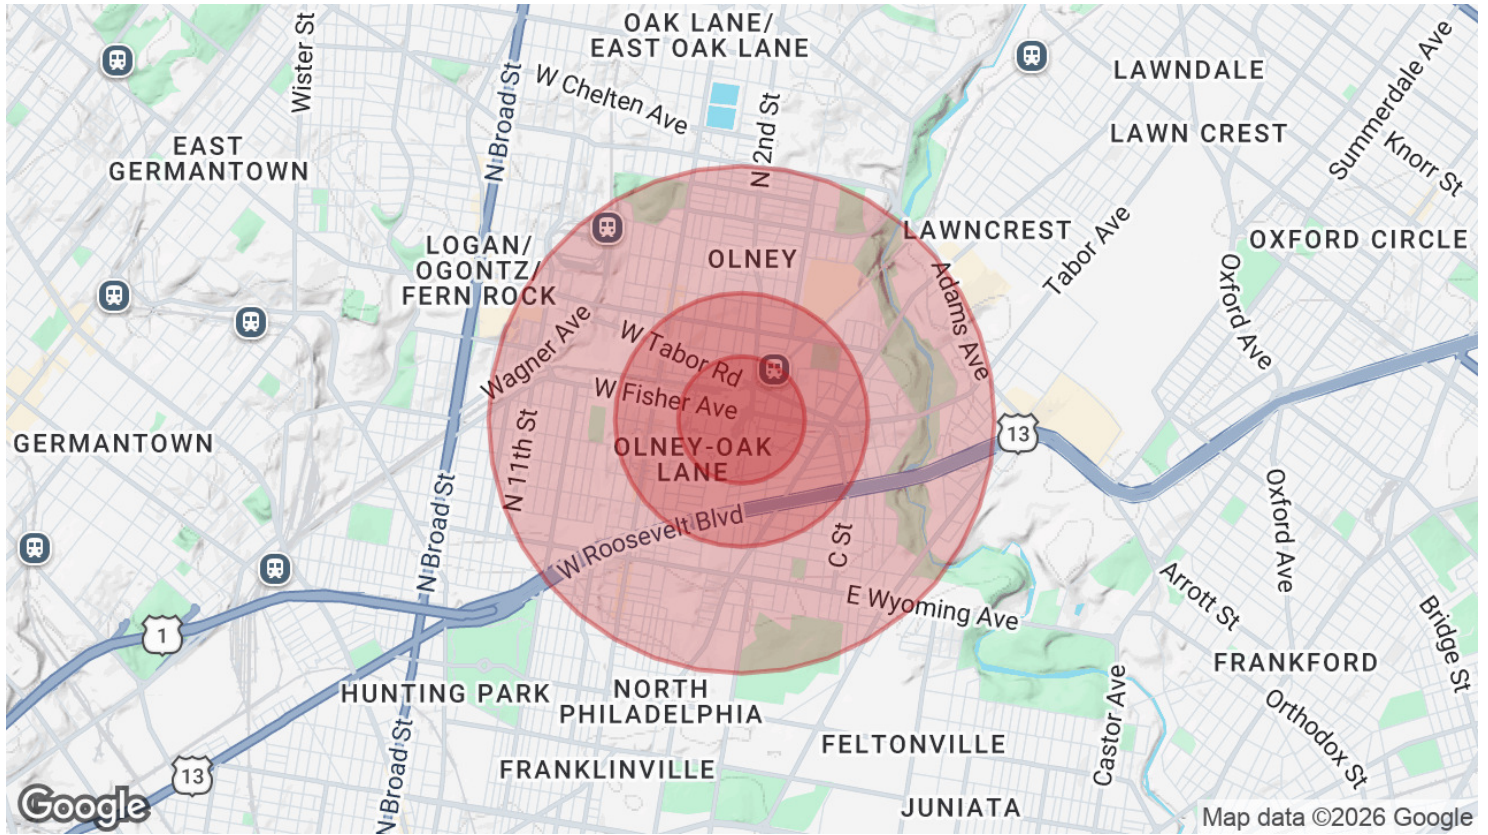 OAK LANE/
EAST OAK LANE
Wister St
N Broad St
W Chelten Ave
N 2nd St
LAWNDALE
LAWN CREST
Summerdale Ave
Knorr St
EAST
GERMANTOWN
LOGAN/
OGONTZ/
FERN ROCK
OLNEY
LAWNCREST
Tabor Ave
OXFORD CIRCLE
Oxford Ave
Adams Ave
Wagner Ave
W Tabor Rd
W Fisher Ave
GERMANTOWN
N 11th St
OLNEY-OAK
LANE
13
N Broad St
W Roosevelt Blvd
C St
Oxford Ave
E Wyoming Ave
Arrott St
Bridge St
1
HUNTING PARK
NORTH
PHILADELPHIA
FRANKFORD
Castor Ave
Orthodox St
13
N Broad St
FRANKLINVILLE
FELTONVILLE
JUNIATA
Google
Map data ©2026 Google